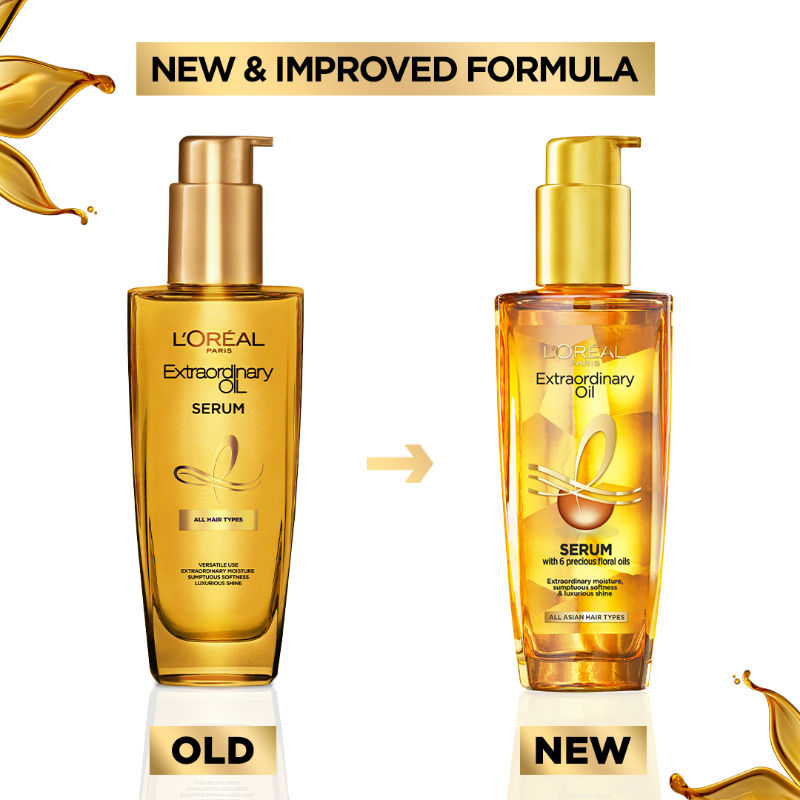 NEW & IMPROVED FORMULA
L'ORÉAL
PARIS
Extraordinary
OIL
SERUM
ALL HAIR TYPES
VERSATILE USE
EXTRAORDINARY MOISTURE
SUMPTUOUS SOFTNESS
LUXURIOUS SHINE
OLD
L'ORÉAL
PARIS
Extraordinary
Oil
SERUM
with 6 precious floral oils
Extraordinary moisture,
sumptuous softness
& luxurious shine
ALL ASIAN HAIR TYPES
NEW